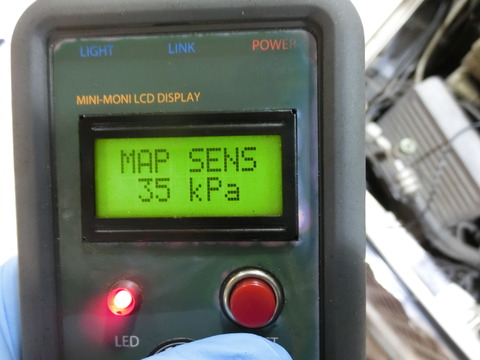 LIGHT LINK POWER
MINI-MONI LCD DISPLAY
MAP SENS
35 kPa
LED